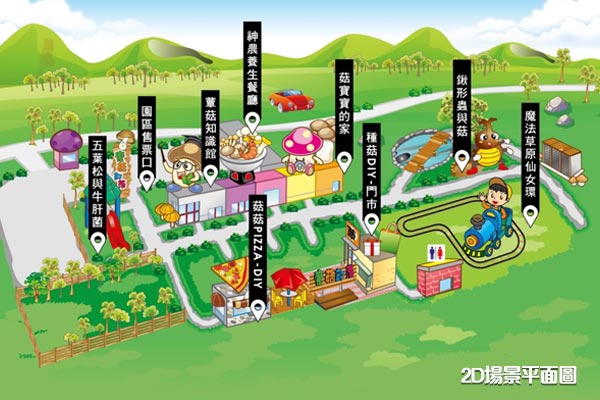 五葉松與牛肝菌
園區售票口
蕈菇知識館
神農養生餐廳
菇寶寶的家
種菇DIY·門市
鍬形蟲與菇
魔法草原仙女環
菇菇PIZZA-DIY
2D場景平面圖